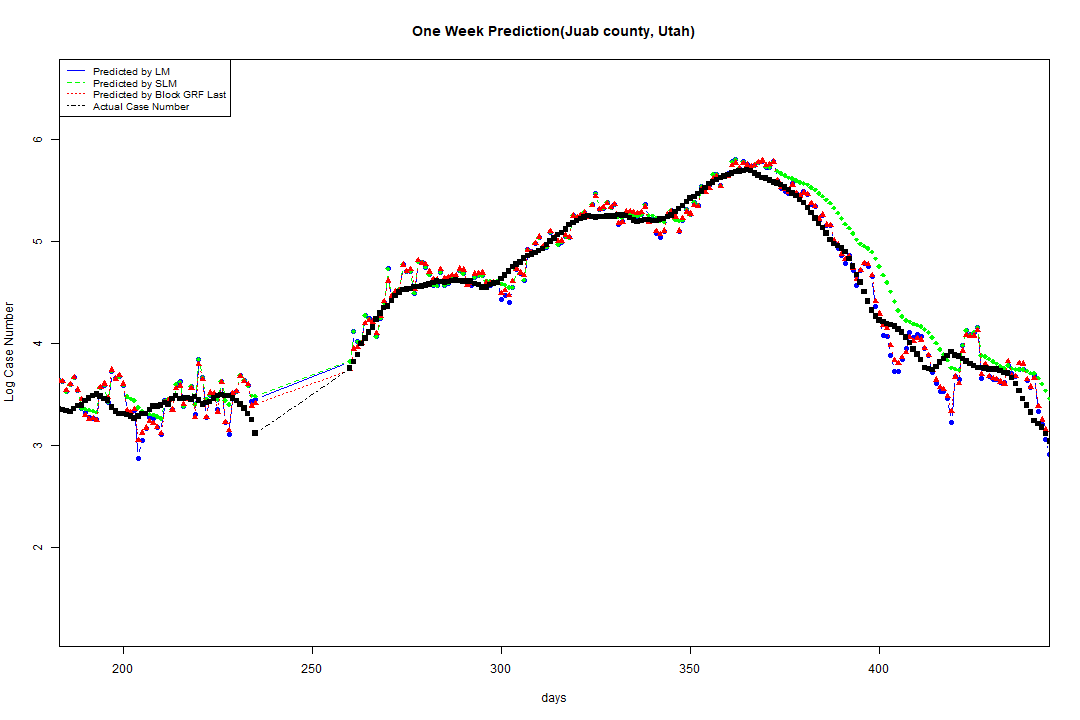 One Week Prediction(Juab county, Utah)
Predicted by LM
Predicted by SLM
Predicted by Block GRF Last
Actual Case Number
6
5
4
3
2
Log Case Number
200 250 300 350 400
days